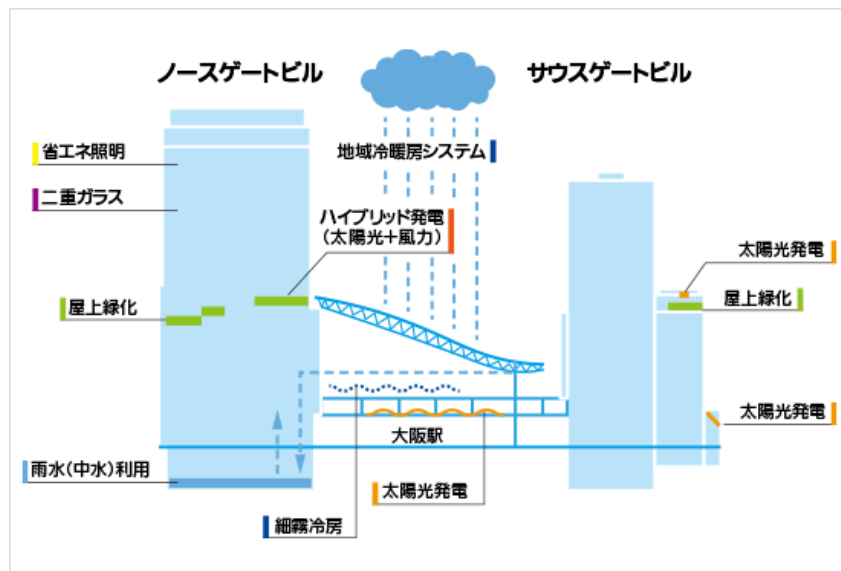 ノースゲートビル
サウスゲートビル
省エネ照明
地域冷暖房システム
二重ガラス
ハイブリッド発電
(太陽光+風力)
太陽光発電
屋上緑化
屋上緑化
太陽光発電
大阪駅
雨水(中水)利用
太陽光発電
細霧冷房